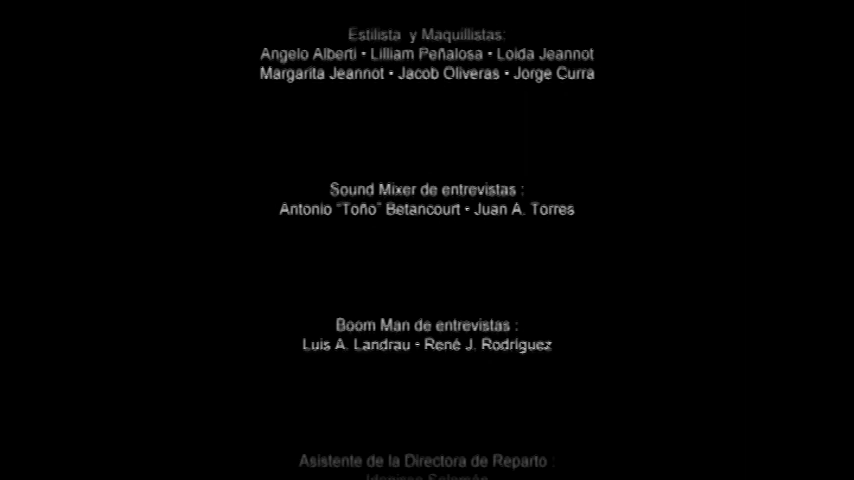 Estilista y Maquillistas:
Angelo Alberti • Lilliam Peñalosa • Loida Jeannot
Margarita Jeannot • Jacob Oliveras • Jorge Curra
Sound Mixer de entrevistas :
Antonio “Toño” Betancourt • Juan A. Torres
Boom Man de entrevistas :
Luis A. Landrau • René J. Rodríguez
Asistente de la Directora de Reparto :